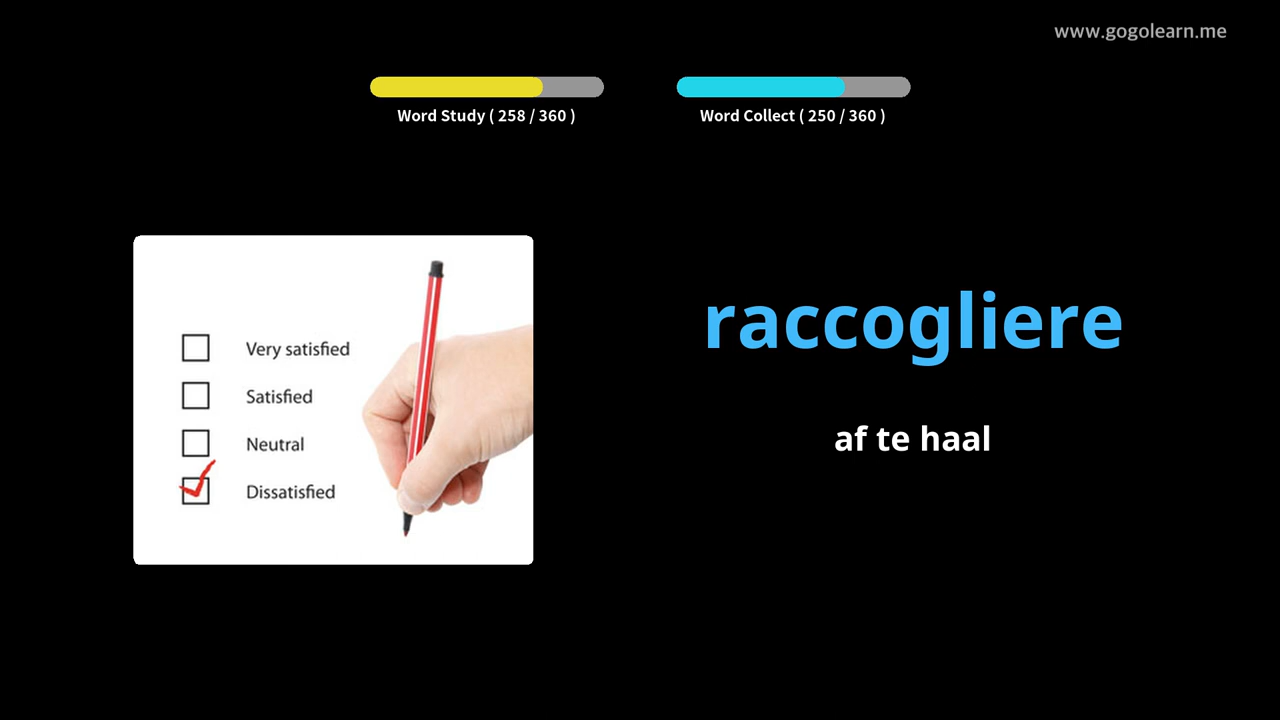 www.gogolearn.me
Word Study ( 258 / 360 )
Word Collect ( 250 / 360 )
Very satisfied
Satisfied
Neutral
Dissatisfied
raccogliere
af te haal